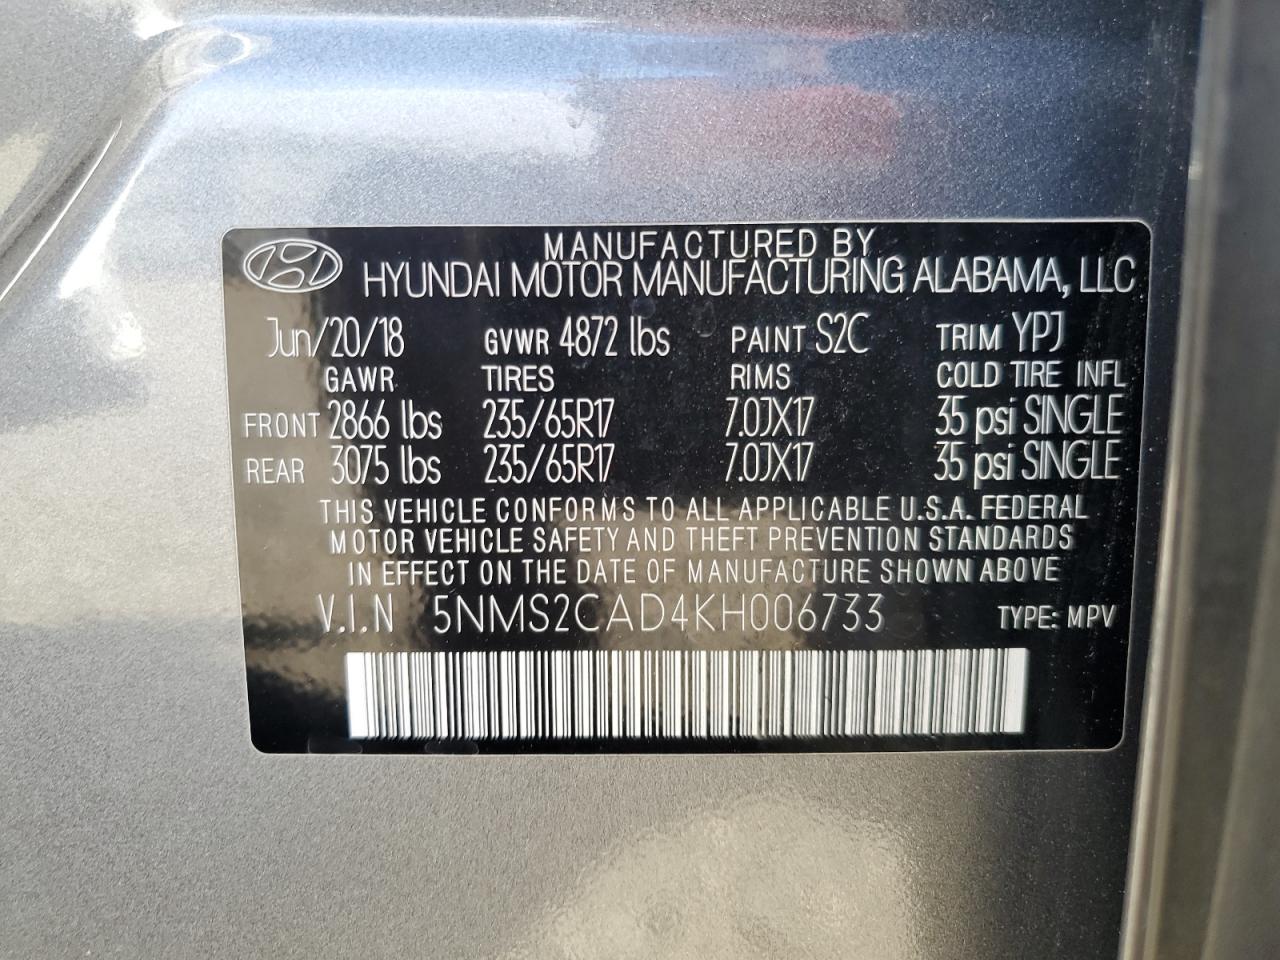 MANUFACTURED BY
HYUNDAI MOTOR MANUFACTURING ALABAMA, LLC
Jun/20/18 GVWR 4872 lbs PAINT S2C TRIM YPJ
GAWR TIRES RIMS COLD TIRE INFL
FRONT 2866 lbs 235/65R17 7.0JX17 35 psi SINGLE
REAR 3075 lbs 235/65R17 7.0JX17 35 psi SINGLE
THIS VEHICLE CONFORMS TO ALL APPLICABLE U.S.A. FEDERAL
MOTOR VEHICLE SAFETY AND THEFT PREVENTION STANDARDS
IN EFFECT ON THE DATE OF MANUFACTURE SHOWN ABOVE
V.I.N 5NMS2CAD4KH006733 TYPE: MPV